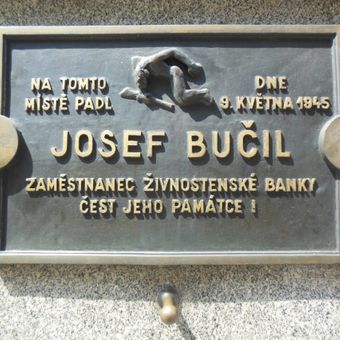 NA TOMTO DNE
MÍSTĚ PADL 9. KVĚTNA 1945
JOSEF BUČIL
ZAMĚSTNANEC ŽIVNOSTENSKÉ BANKY
ČEST JEHO PAMÁTCE !